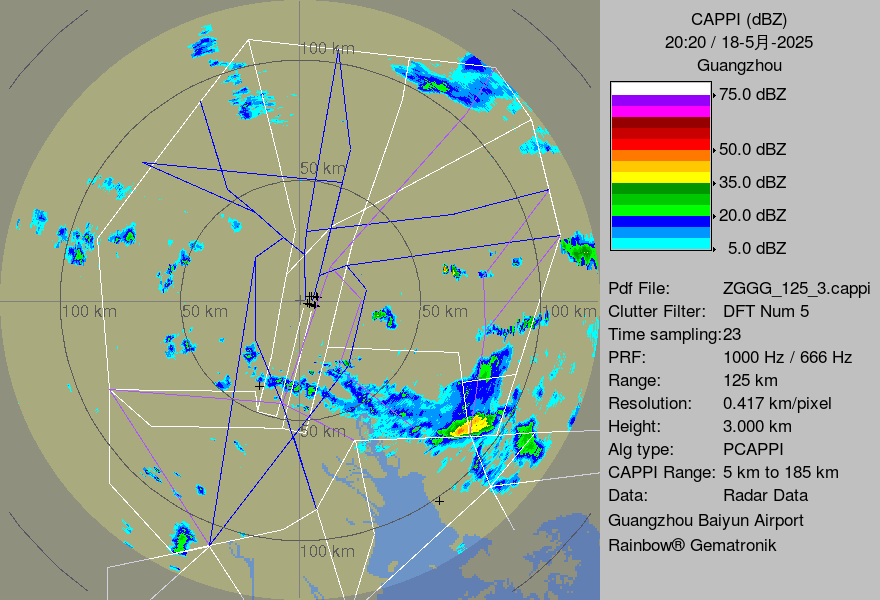 CAPPI (dBZ)
20:20 / 18-5月-2025
Guangzhou
75.0 dBZ
50.0 dBZ
35.0 dBZ
20.0 dBZ
5.0 dBZ
Pdf File: ZGGG_125_3.cappi
Clutter Filter: DFT Num 5
Time sampling:23
PRF: 1000 Hz / 666 Hz
Range: 125 km
Resolution: 0.417 km/pixel
Height: 3.000 km
Alg type: PCAPPI
CAPPI Range: 5 km to 185 km
Data: Radar Data
Guangzhou Baiyun Airport
Rainbow® Gematronik
100 km
50 km
100 km
50 km
50 km
100 km
50 km
100 km